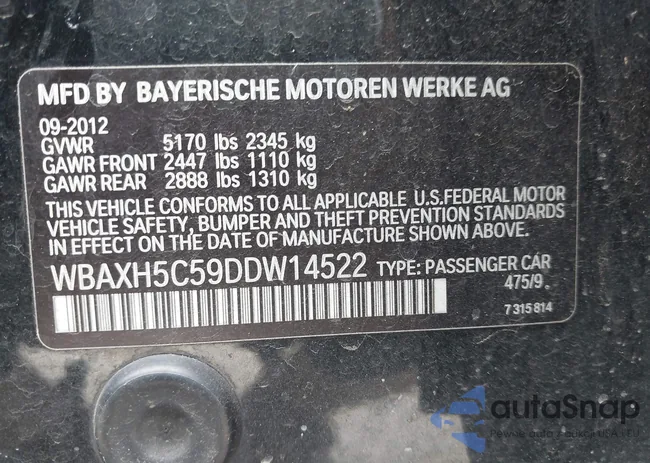 MFD BY BAYERISCHE MOTOREN WERKE AG
09-2012
GVWR 5170 lbs 2345 kg
GAWR FRONT 2447 lbs 1110 kg
GAWR REAR 2888 lbs 1310 kg
THIS VEHICLE CONFORMS TO ALL APPLICABLE U.S.FEDERAL MOTOR
VEHICLE SAFETY, BUMPER AND THEFT PREVENTION STANDARDS
IN EFFECT ON THE DATE OF MANUFACTURE SHOWN ABOVE.
WBAXH5C59DDW14522 TYPE: PASSENGER CAR
475/9
7 315 814
autaSnap
Pewne auto